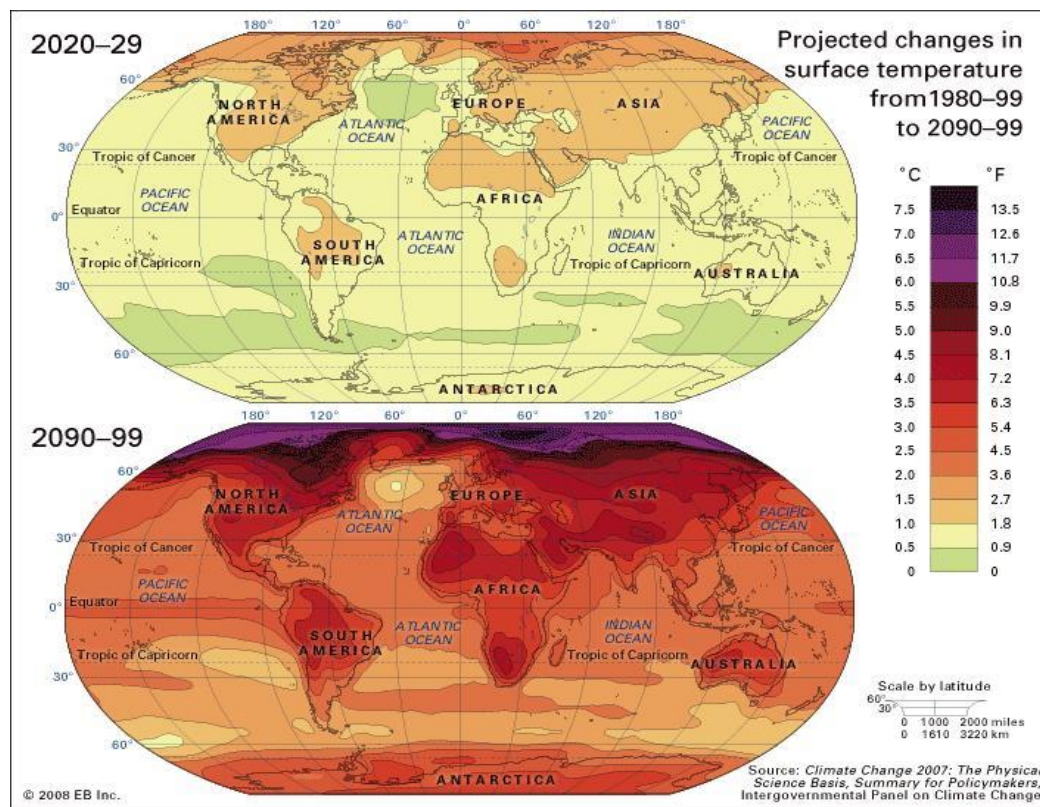 2020–29
Projected changes in
surface temperature
from1980–99
to 2090–99
180° 120° 60° 0° 60° 120° 180°
60°
NORTH
AMERICA
EUROPE
ASIA
ATLANTIC
OCEAN
PACIFIC
OCEAN
30°
Tropic of Cancer
Tropic of Cancer
PACIFIC
OCEAN
AFRICA
Equator
0°
SOUTH
AMERICA
ATLANTIC
OCEAN
INDIAN
OCEAN
Tropic of Capricorn
Tropic of Capricorn
AUSTRALIA
30°
60°
ANTARCTICA
180° 120° 60° 0° 60° 120° 180°
°C °F
7.5 13.5
7.0 12.6
6.5 11.7
6.0 10.8
5.5 9.9
5.0 9.0
4.5 8.1
4.0 7.2
3.5 6.3
3.0 5.4
2.5 4.5
2.0 3.6
1.5 2.7
1.0 1.8
0.5 0.9
0 0
2090–99
60°
NORTH
AMERICA
EUROPE
ASIA
ATLANTIC
OCEAN
PACIFIC
OCEAN
30°
Tropic of Cancer
Tropic of Cancer
PACIFIC
OCEAN
AFRICA
0°
Equator
SOUTH
AMERICA
ATLANTIC
OCEAN
INDIAN
OCEAN
Tropic of Capricorn
Tropic of Capricorn
AUSTRALIA
30°
60°
ANTARCTICA
Scale by latitude
60°
30°
0 1000 2000 miles
0 1610 3220 km
Source: Climate Change 2007: The Physical
Science Basis, Summary for Policymakers,
Intergovernmental Panel on Climate Change
© 2008 EB Inc.